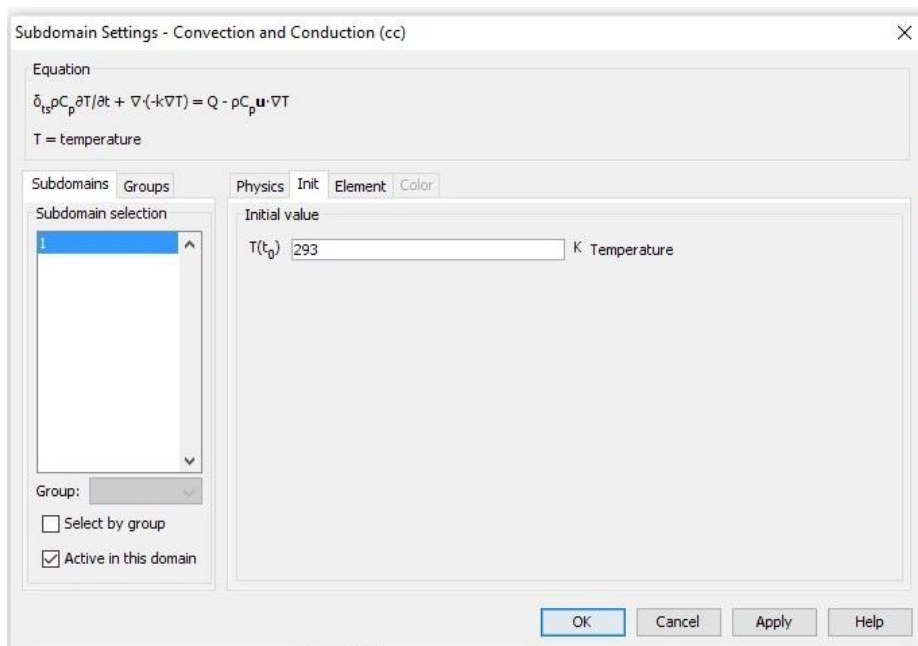 Subdomain Settings - Convection and Conduction (cc)
Equation
δtsρCp∂T/∂t + ∇·(-k∇T) = Q - ρCpu·∇T
T = temperature
Subdomains Groups
Subdomain selection
1
Group:
Select by group
Active in this domain
Physics Init Element Color
Initial value
T(t0) 293 K Temperature
OK Cancel Apply Help